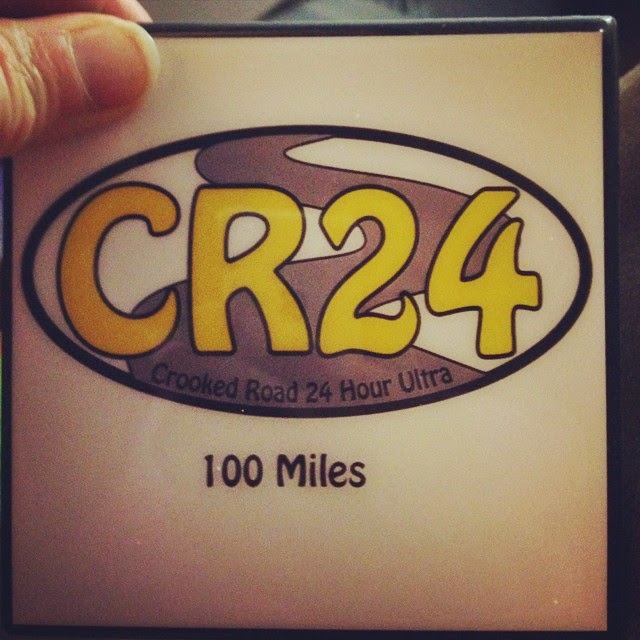 CR24
Crooked Road 24 Hour Ultra
100 Miles